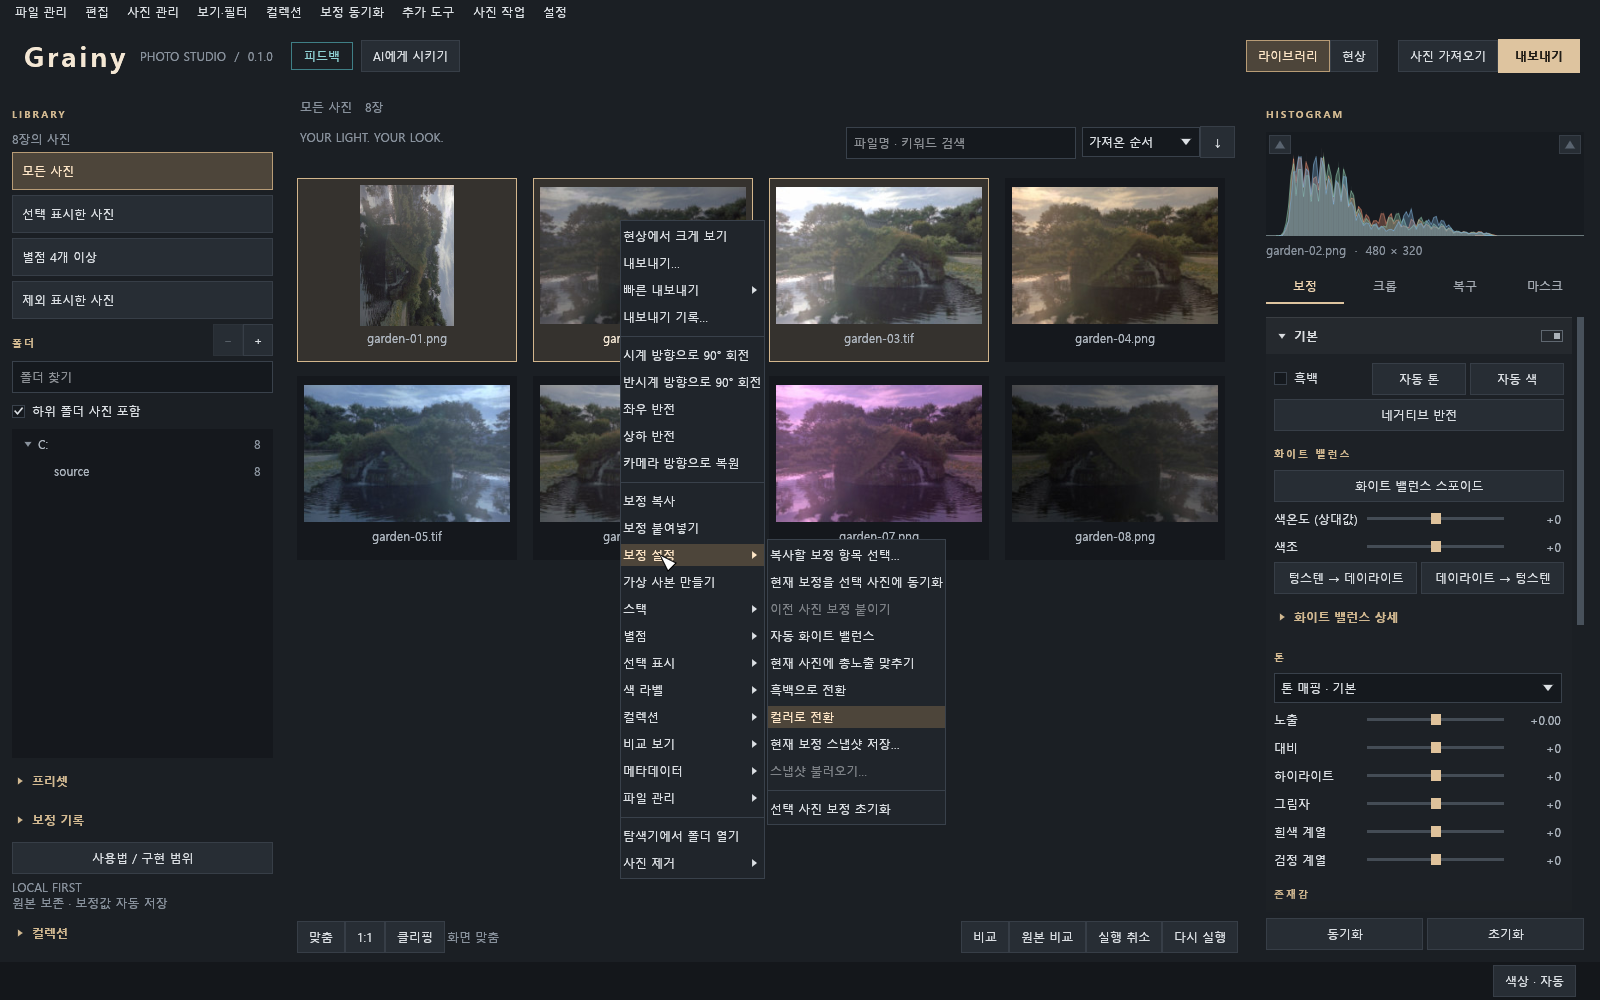 파일 관리 편집 사진 관리 보기·필터 컬렉션 보정 동기화 추가 도구 사진 작업 설정
Grainy PHOTO STUDIO / 0.1.0 피드백 AI에게 시키기 라이브러리 현상 사진 가져오기 내보내기
LIBRARY
8장의 사진
모든 사진
선택 표시한 사진
별점 4개 이상
제외 표시한 사진
폴더 − +
폴더 찾기
하위 폴더 사진 포함
C: 8
source 8
프리셋
보정 기록
사용법 / 구현 범위
LOCAL FIRST
원본 보존 · 보정값 자동 저장
컬렉션
모든 사진 8장
YOUR LIGHT. YOUR LOOK.
파일명 · 키워드 검색 가져온 순서 ↓
garden-01.png
gar
garden-03.tif
garden-04.png
garden-05.tif
gar
garden-07.png
garden-08.png
현상에서 크게 보기
내보내기...
빠른 내보내기
내보내기 기록...
시계 방향으로 90° 회전
반시계 방향으로 90° 회전
좌우 반전
상하 반전
카메라 방향으로 복원
보정 복사
보정 붙여넣기
보정 설정
가상 사본 만들기
스택
별점
선택 표시
색 라벨
컬렉션
비교 보기
메타데이터
파일 관리
탐색기에서 폴더 열기
사진 제거
복사할 보정 항목 선택...
현재 보정을 선택 사진에 동기화
이전 사진 보정 붙이기
자동 화이트 밸런스
현재 사진에 총노출 맞추기
흑백으로 전환
컬러로 전환
현재 보정 스냅샷 저장...
스냅샷 불러오기...
선택 사진 보정 초기화
맞춤 1:1 클리핑 화면 맞춤
비교 원본 비교 실행 취소 다시 실행
HISTOGRAM
garden-02.png · 480 × 320
보정 크롭 복구 마스크
기본
흑백 자동 톤 자동 색
네거티브 반전
화이트 밸런스
화이트 밸런스 스포이드
색온도 (상대값) +0
색조 +0
텅스텐 → 데이라이트 데이라이트 → 텅스텐
화이트 밸런스 상세
톤
톤 매핑 · 기본
노출 +0.00
대비 +0
하이라이트 +0
그림자 +0
흰색 계열 +0
검정 계열 +0
존재감
동기화 초기화
색상 · 자동